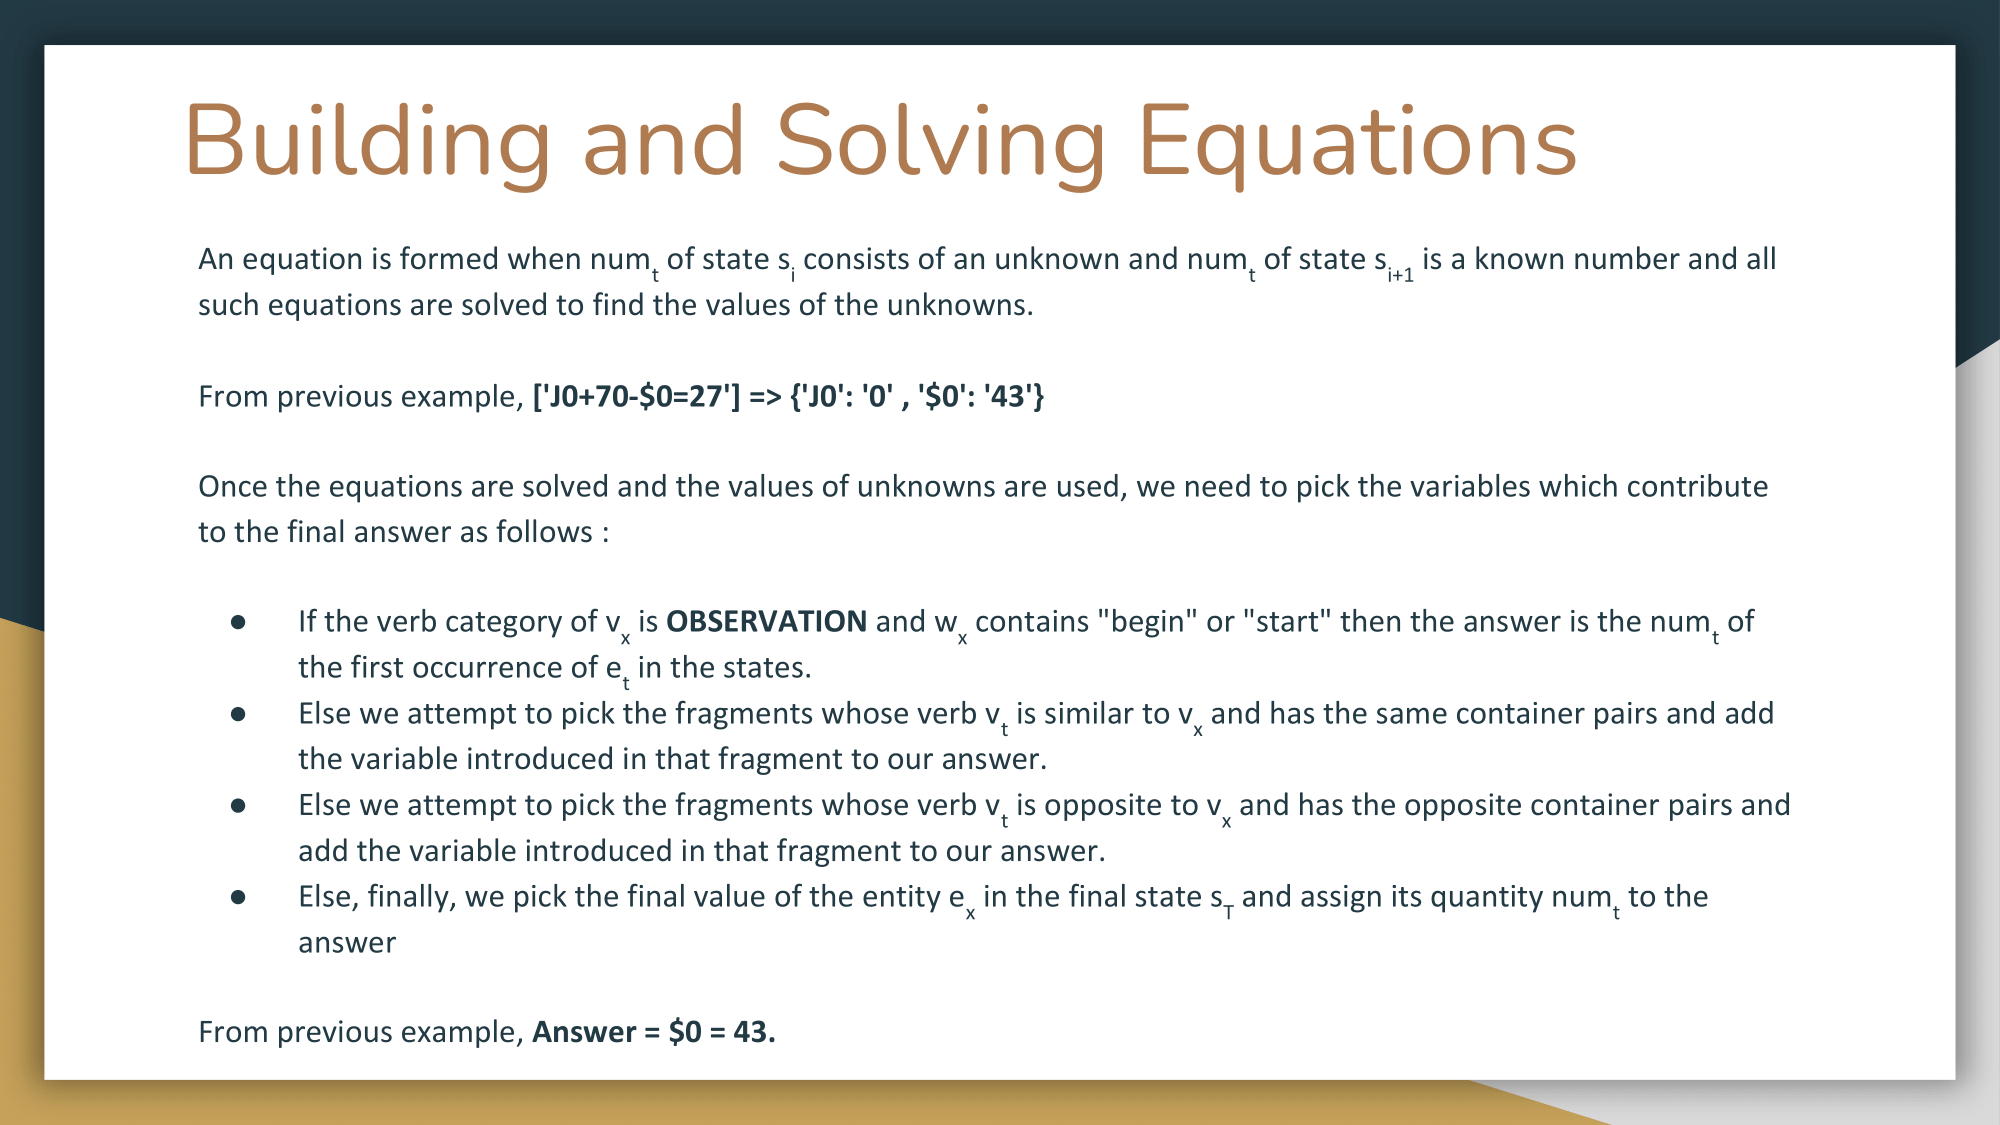 Building and Solving Equations
An equation is formed when num_t of state s_i consists of an unknown and num_t of state s_i+1 is a known number and all
such equations are solved to find the values of the unknowns.
From previous example, ['J0+70-$0=27'] => {'J0': '0' , '$0': '43'}
Once the equations are solved and the values of unknowns are used, we need to pick the variables which contribute
to the final answer as follows :
● If the verb category of v_x is OBSERVATION and w_x contains "begin" or "start" then the answer is the num_t of
the first occurrence of e_t in the states.
● Else we attempt to pick the fragments whose verb v_t is similar to v_x and has the same container pairs and add
the variable introduced in that fragment to our answer.
● Else we attempt to pick the fragments whose verb v_t is opposite to v_x and has the opposite container pairs and
add the variable introduced in that fragment to our answer.
● Else, finally, we pick the final value of the entity e_x in the final state s_T and assign its quantity num_t to the
answer
From previous example, Answer = $0 = 43.